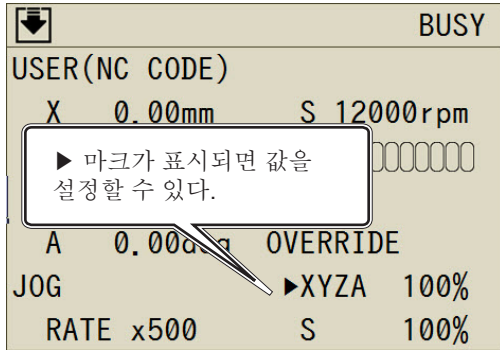 BUSY
USER(NC CODE)
X 0.00mm S 12000rpm
▶ 마크가 표시되면 값을
설정할 수 있다.
A 0.00deg OVERRIDE
JOG ▶XYZA 100%
RATE x500 S 100%